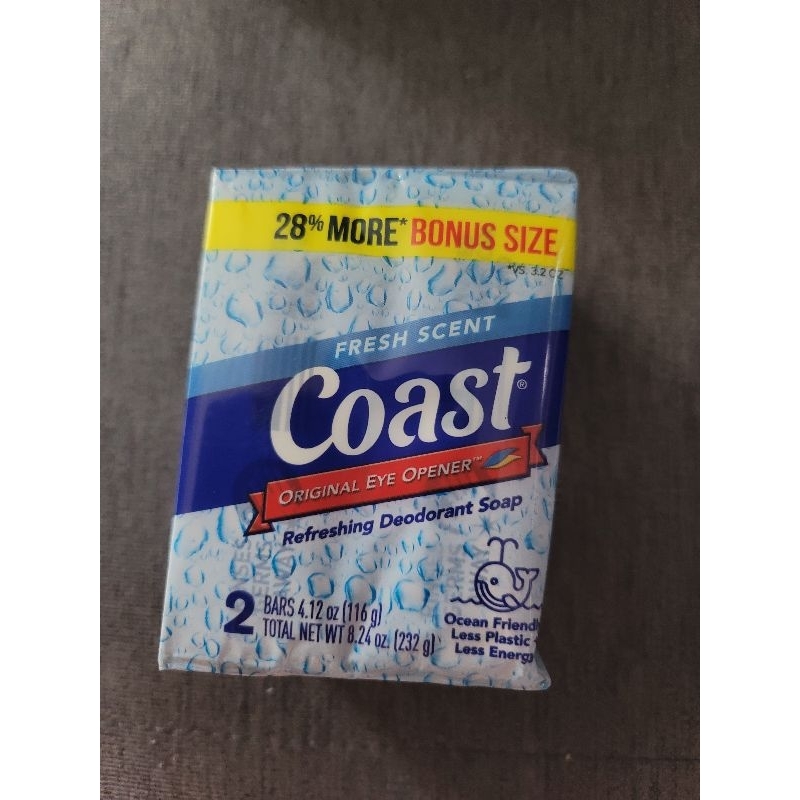 28% MORE* BONUS SIZE
*VS. 3.2 OZ
FRESH SCENT
Coast®
ORIGINAL EYE OPENER™
Refreshing Deodorant Soap
2 BARS 4.12 oz (116 g)
TOTAL NET WT 8.24 oz. (232 g)
Ocean Friendly
Less Plastic
Less Energy